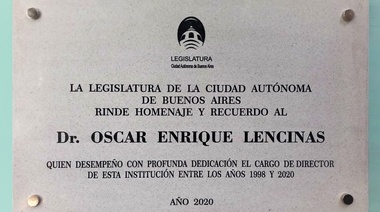 LEGISLATURA
Ciudad Autónoma de Buenos Aires
LA LEGISLATURA DE LA CIUDAD AUTÓNOMA
DE BUENOS AIRES
RINDE HOMENAJE Y RECUERDO AL
Dr. OSCAR ENRIQUE LENCINAS
QUIEN DESEMPEÑO CON PROFUNDA DEDICACIÓN EL CARGO DE DIRECTOR
DE ESTA INSTITUCIÓN ENTRE LOS AÑOS 1998 Y 2020
AÑO 2020